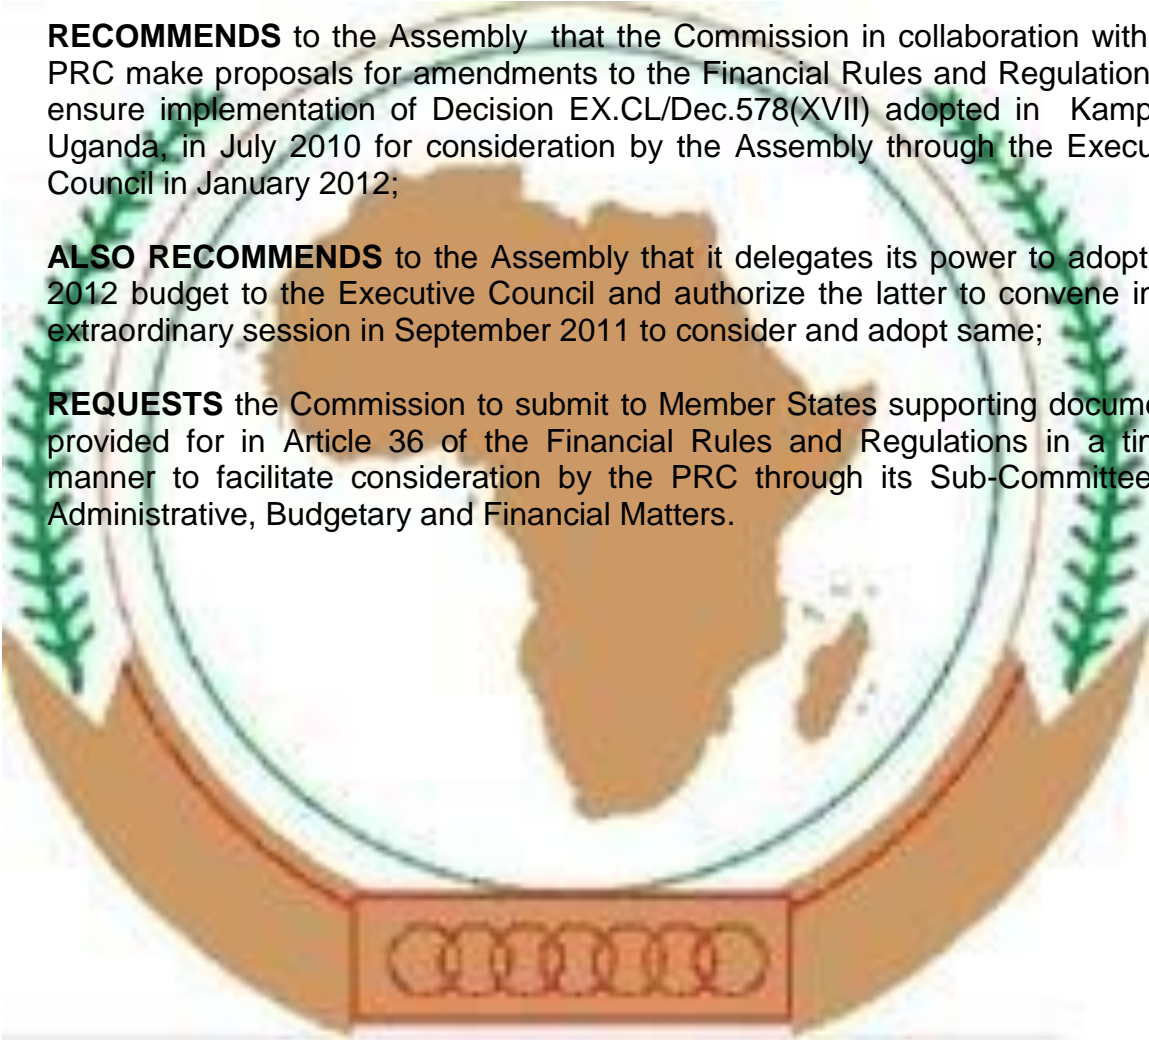 RECOMMENDS to the Assembly that the Commission in collaboration with
PRC make proposals for amendments to the Financial Rules and Regulation
ensure implementation of Decision EX.CL/Dec.578(XVII) adopted in Kamp
Uganda, in July 2010 for consideration by the Assembly through the Execu
Council in January 2012;
ALSO RECOMMENDS to the Assembly that it delegates its power to adopt
2012 budget to the Executive Council and authorize the latter to convene in
extraordinary session in September 2011 to consider and adopt same;
REQUESTS the Commission to submit to Member States supporting docume
provided for in Article 36 of the Financial Rules and Regulations in a tim
manner to facilitate consideration by the PRC through its Sub-Committee
Administrative, Budgetary and Financial Matters.